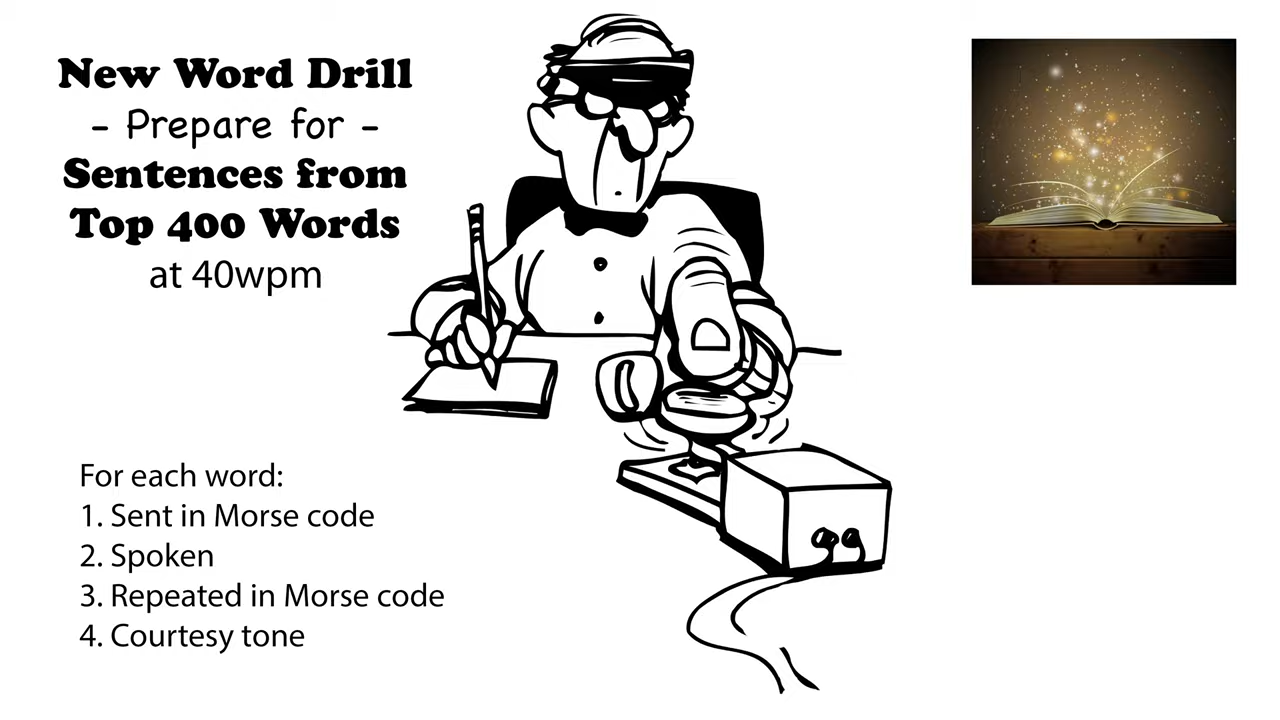 New Word Drill
- Prepare for -
Sentences from
Top 400 Words
at 40wpm
For each word:
1. Sent in Morse code
2. Spoken
3. Repeated in Morse code
4. Courtesy tone